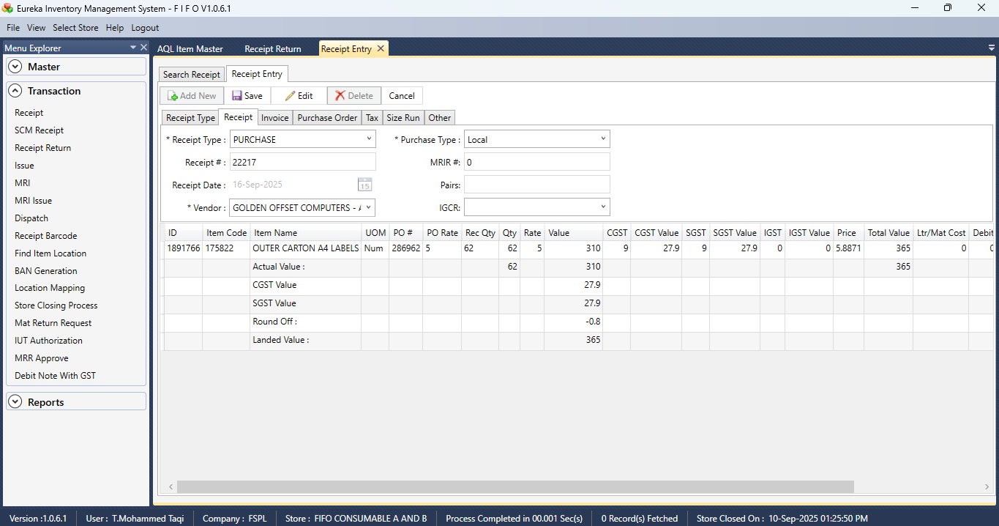 Eureka Inventory Management System - F I F O V1.0.6.1
File View Select Store Help Logout
Menu Explorer
AQL Item Master Receipt Return Receipt Entry
Master
Transaction
Receipt
SCM Receipt
Receipt Return
Issue
MRI
MRI Issue
Dispatch
Receipt Barcode
Find Item Location
BAN Generation
Location Mapping
Store Closing Process
Mat Return Request
IUT Authorization
MRR Approve
Debit Note With GST
Reports
Search Receipt Receipt Entry
Add New Save Edit Delete Cancel
Receipt Type Receipt Invoice Purchase Order Tax Size Run Other
* Receipt Type : PURCHASE * Purchase Type : Local
Receipt # : 22217 MRIR #: 0
Receipt Date : 16-Sep-2025 15 Pairs:
* Vendor : GOLDEN OFFSET COMPUTERS - IGCR:
ID Item Code Item Name UOM PO # PO Rate Rec Qty Qty Rate Value CGST CGST Value SGST SGST Value IGST IGST Value Price Total Value Ltr/Mat Cost Debit
1891766 175822 OUTER CARTON A4 LABELS Num 286962 5 62 62 5 310 9 27.9 9 27.9 0 0 5.8871 365 0 0
Actual Value : 62 310 365
CGST Value 27.9
SGST Value 27.9
Round Off : -0.8
Landed Value : 365
Version :1.0.6.1 User : T.Mohammed Taqi Company : FSPL Store : FIFO CONSUMABLE A AND B Process Completed in 00.001 Sec(s) 0 Record(s) Fetched Store Closed On : 10-Sep-2025 01:25:50 PM